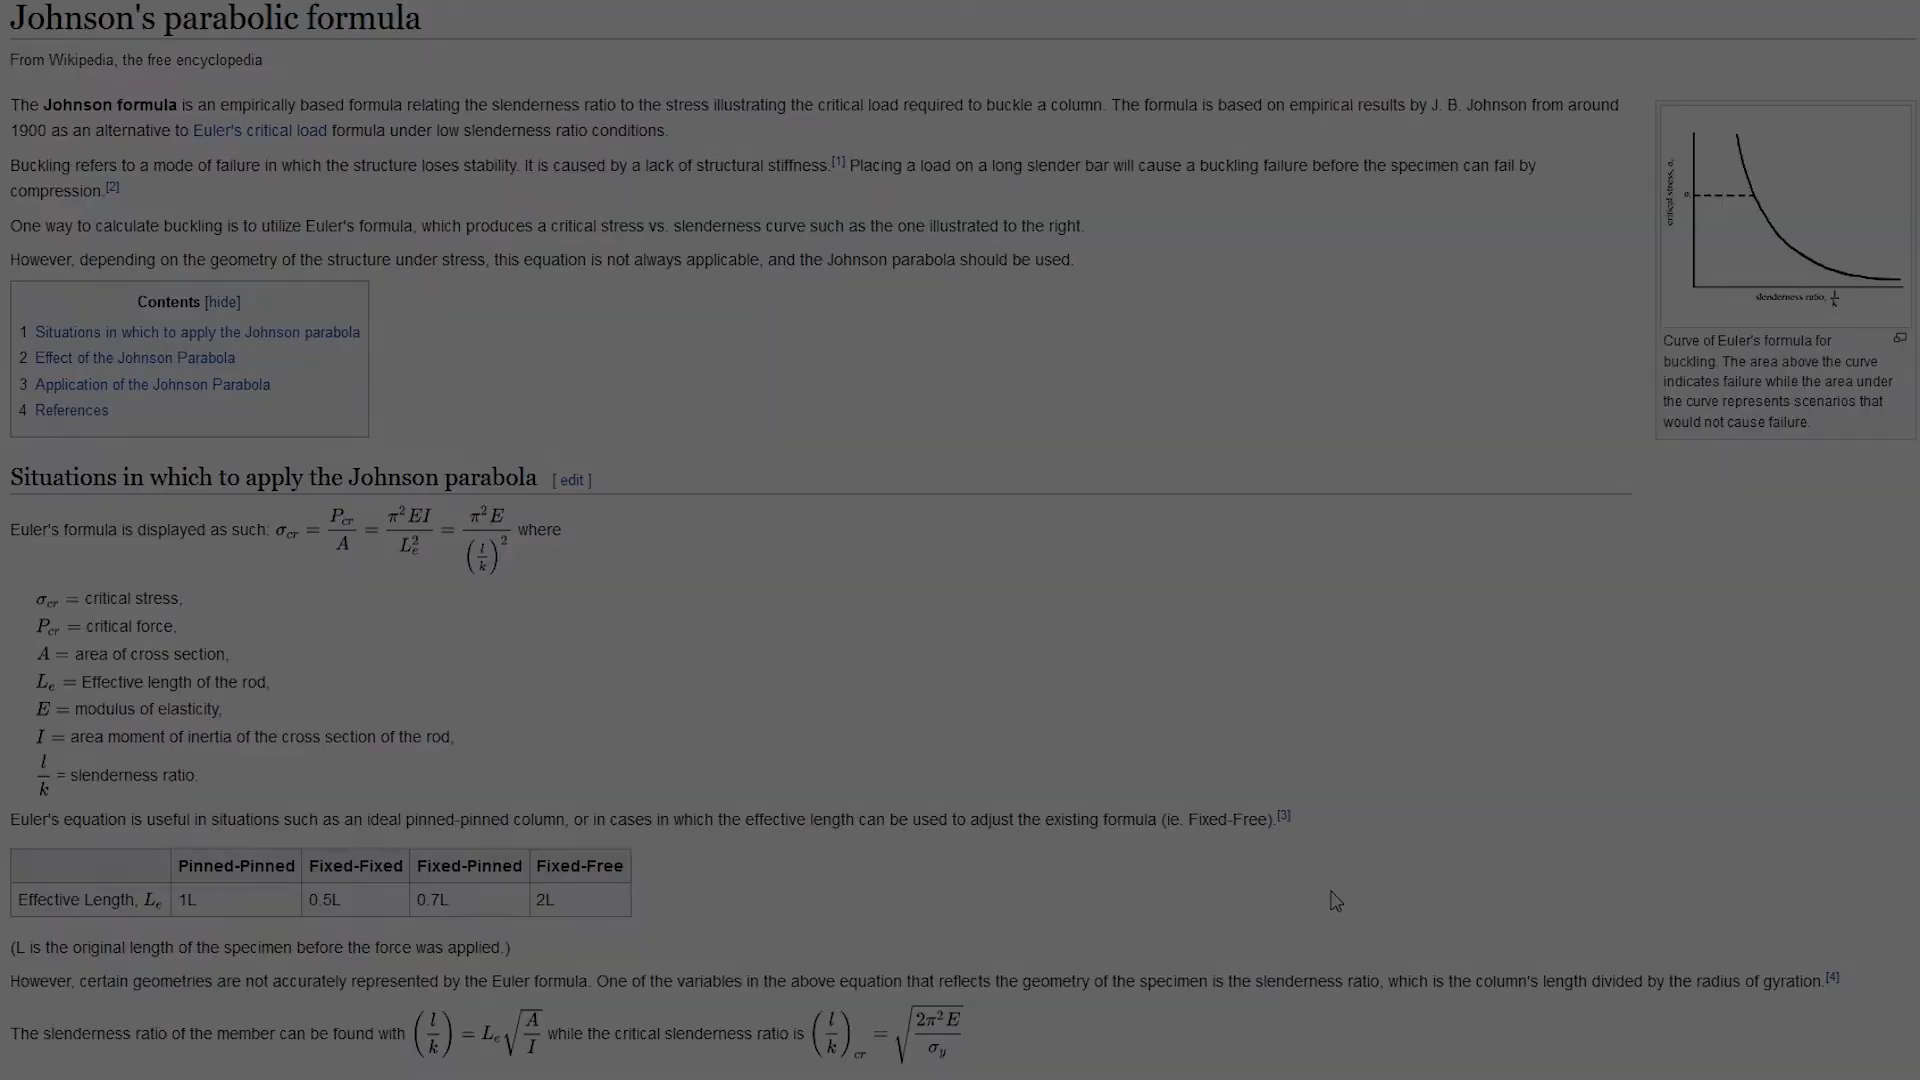 Johnson's parabolic formula
From Wikipedia, the free encyclopedia
The Johnson formula is an empirically based formula relating the slenderness ratio to the stress illustrating the critical load required to buckle a column. The formula is based on empirical results by J. B. Johnson from around
1900 as an alternative to Euler's critical load formula under low slenderness ratio conditions.
Buckling refers to a mode of failure in which the structure loses stability. It is caused by a lack of structural stiffness.[1] Placing a load on a long slender bar will cause a buckling failure before the specimen can fail by
compression.[2]
One way to calculate buckling is to utilize Euler's formula, which produces a critical stress vs. slenderness curve such as the one illustrated to the right.
However, depending on the geometry of the structure under stress, this equation is not always applicable, and the Johnson parabola should be used.
critical stress, σ
slenderness ratio, l/k
Curve of Euler's formula for
buckling. The area above the curve
indicates failure while the area under
the curve represents scenarios that
would not cause failure.
Contents [hide]
1 Situations in which to apply the Johnson parabola
2 Effect of the Johnson Parabola
3 Application of the Johnson Parabola
4 References
Situations in which to apply the Johnson parabola [ edit ]
Euler's formula is displayed as such: σcr = Pcr/A = π²EI/Le² = π²E/(l/k)² where
σcr = critical stress,
Pcr = critical force,
A = area of cross section,
Le = Effective length of the rod,
E = modulus of elasticity,
I = area moment of inertia of the cross section of the rod,
l/k = slenderness ratio.
Euler's equation is useful in situations such as an ideal pinned-pinned column, or in cases in which the effective length can be used to adjust the existing formula (ie. Fixed-Free).[3]
Pinned-Pinned Fixed-Fixed Fixed-Pinned Fixed-Free
Effective Length, Le 1L 0.5L 0.7L 2L
(L is the original length of the specimen before the force was applied.)
However, certain geometries are not accurately represented by the Euler formula. One of the variables in the above equation that reflects the geometry of the specimen is the slenderness ratio, which is the column's length divided by the radius of gyration.[4]
The slenderness ratio of the member can be found with (l/k) = Le√(A/I) while the critical slenderness ratio is (l/k)cr = √(2π²E/σy)